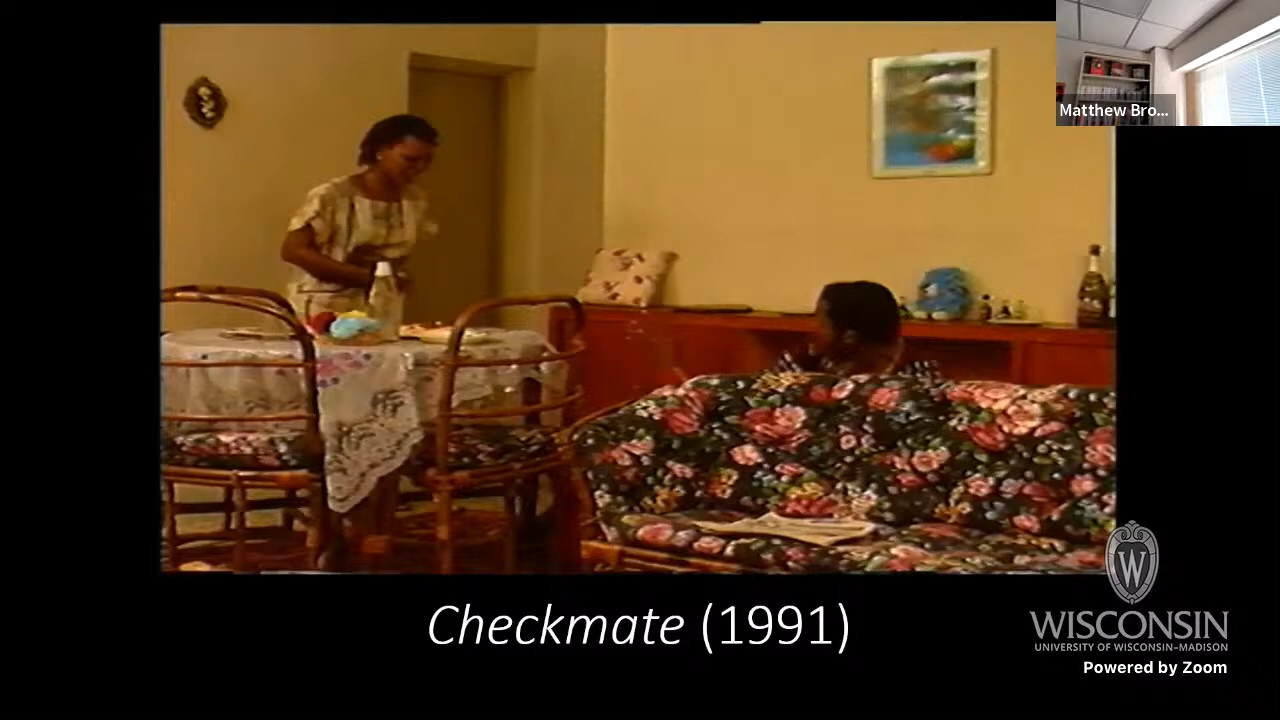 Matthew Bro...
Checkmate (1991)
W
WISCONSIN
UNIVERSITY OF WISCONSIN–MADISON
Powered by Zoom